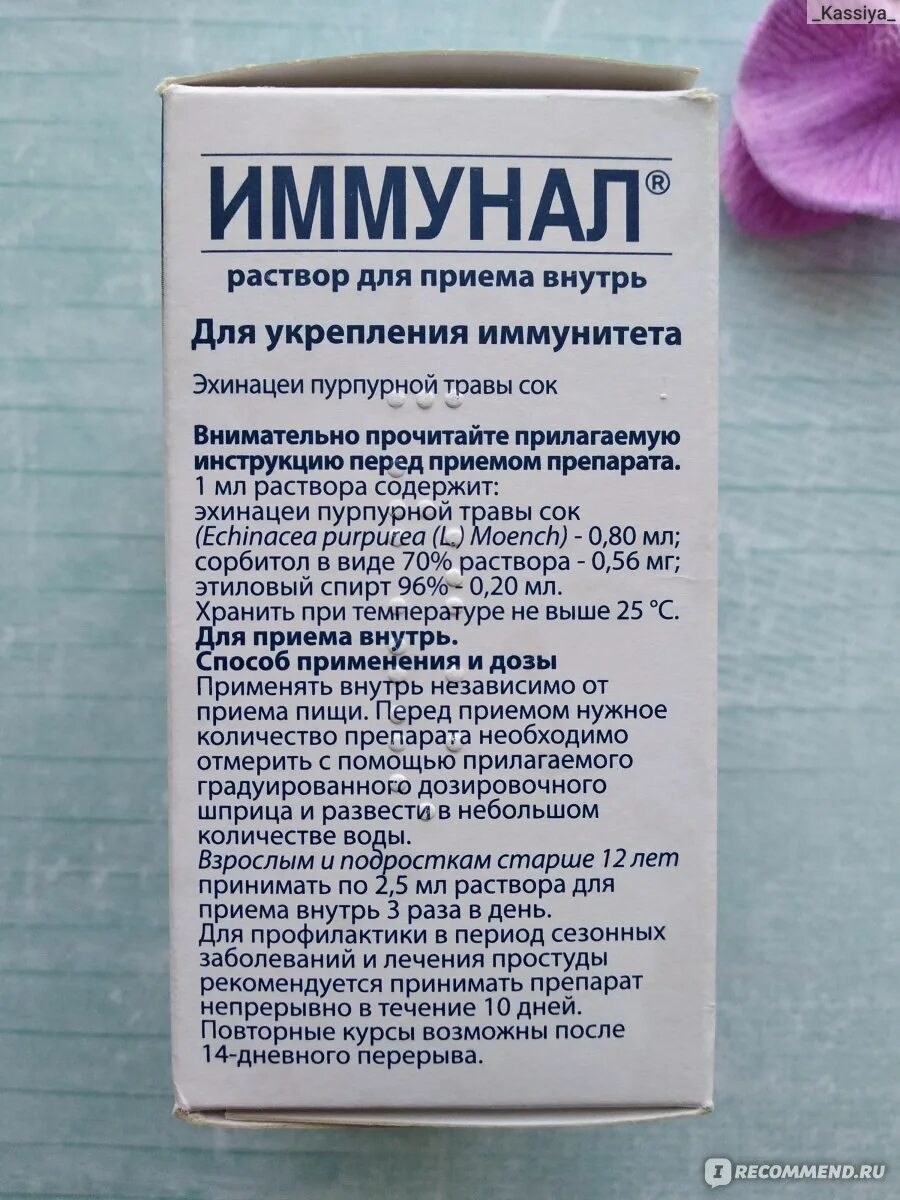 _Kassiya_
ИММУНАЛ®
раствор для приема внутрь
Для укрепления иммунитета
Эхинацеи пурпурной травы сок
Внимательно прочитайте прилагаемую
инструкцию перед приемом препарата.
1 мл раствора содержит:
эхинацеи пурпурной травы сок
(Echinacea purpurea (L.) Moench) - 0,80 мл;
сорбитол в виде 70% раствора - 0,56 мг;
этиловый спирт 96% - 0,20 мл.
Хранить при температуре не выше 25 °C.
Для приема внутрь.
Способ применения и дозы
Применять внутрь независимо от
приема пищи. Перед приемом нужное
количество препарата необходимо
отмерить с помощью прилагаемого
градуированного дозировочного
шприца и развести в небольшом
количестве воды.
Взрослым и подросткам старше 12 лет
принимать по 2,5 мл раствора для
приема внутрь 3 раза в день.
Для профилактики в период сезонных
заболеваний и лечения простуды
рекомендуется принимать препарат
непрерывно в течение 10 дней.
Повторные курсы возможны после
14-дневного перерыва.
IRECOMMEND.RU